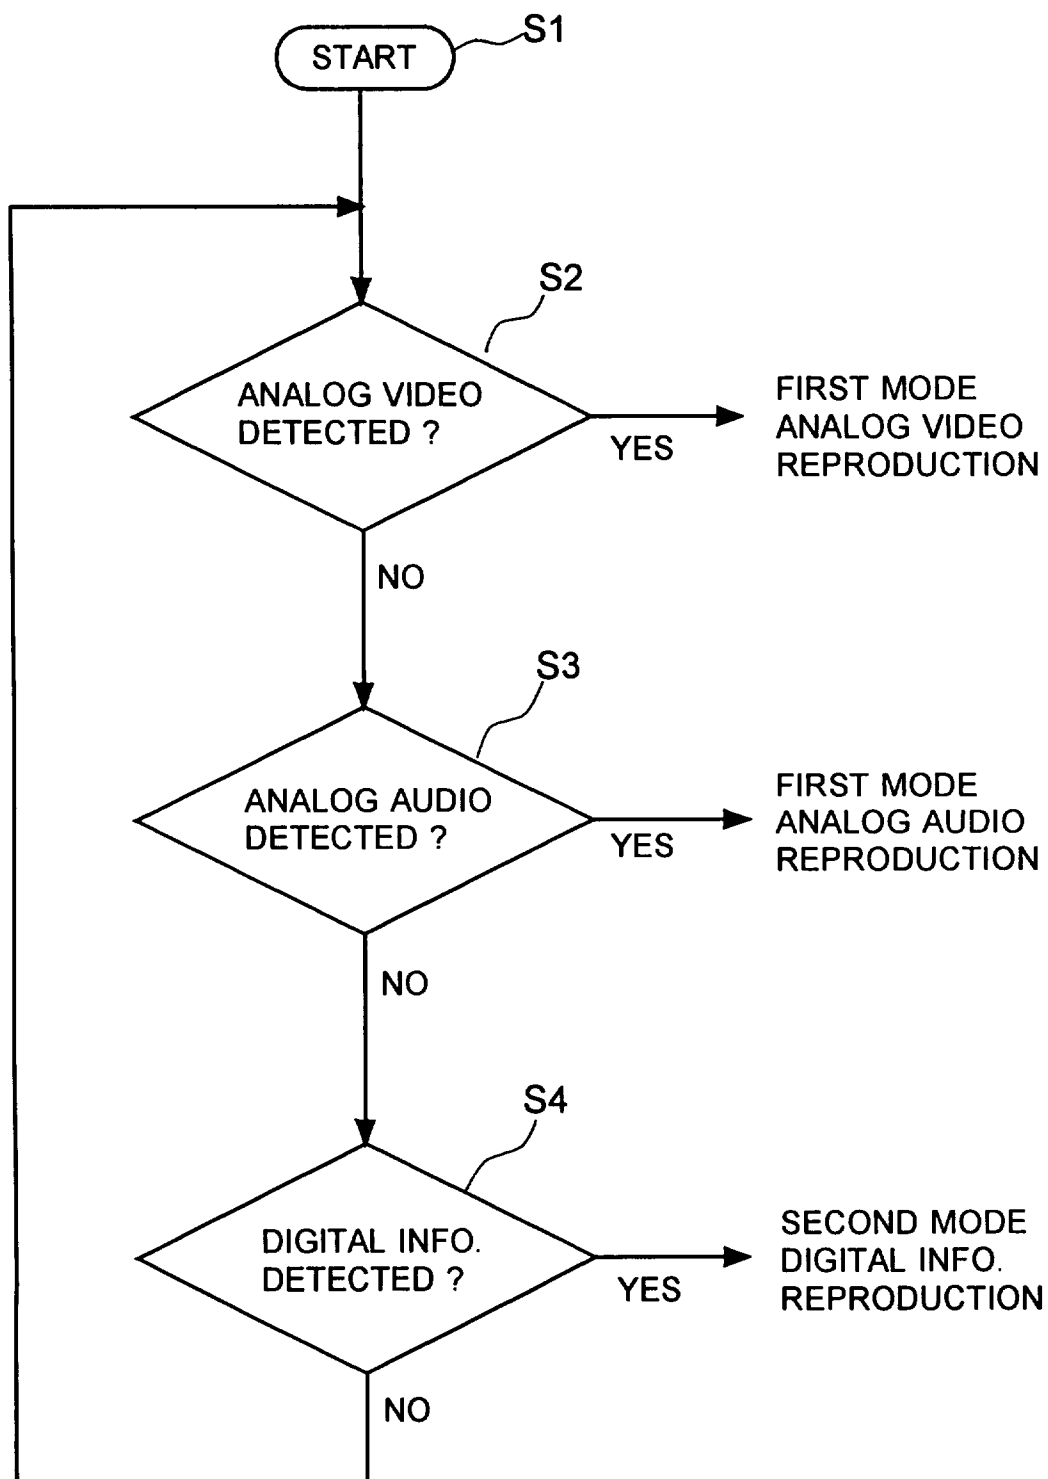 START
S1
S2
ANALOG VIDEO
DETECTED ?
YES
FIRST MODE
ANALOG VIDEO
REPRODUCTION
NO
S3
ANALOG AUDIO
DETECTED ?
YES
FIRST MODE
ANALOG AUDIO
REPRODUCTION
NO
S4
DIGITAL INFO.
DETECTED ?
YES
SECOND MODE
DIGITAL INFO.
REPRODUCTION
NO